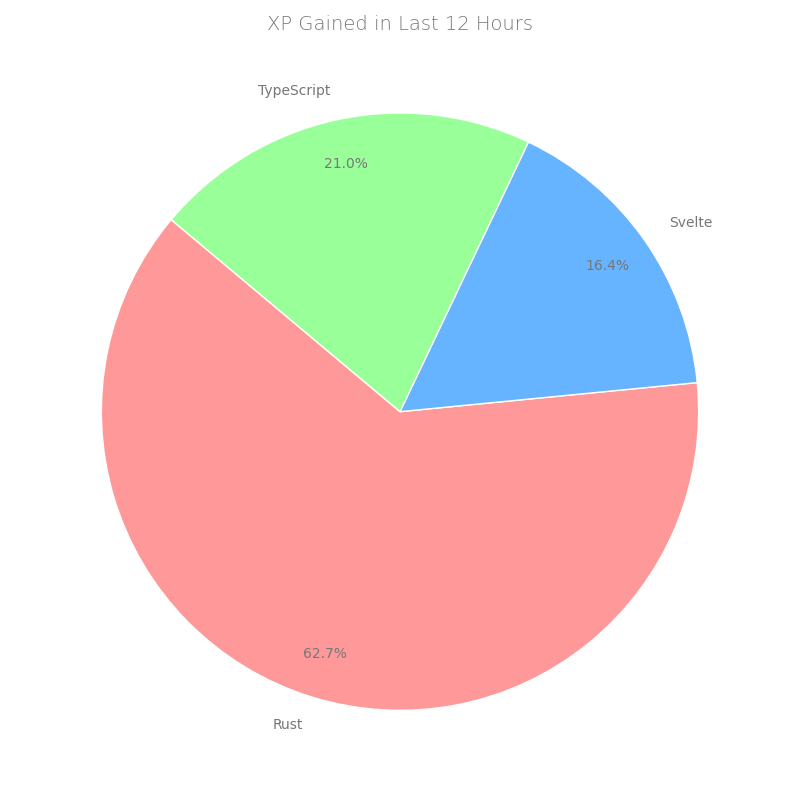 XP Gained in Last 12 Hours
TypeScript
21.0%
Svelte
16.4%
62.7%
Rust